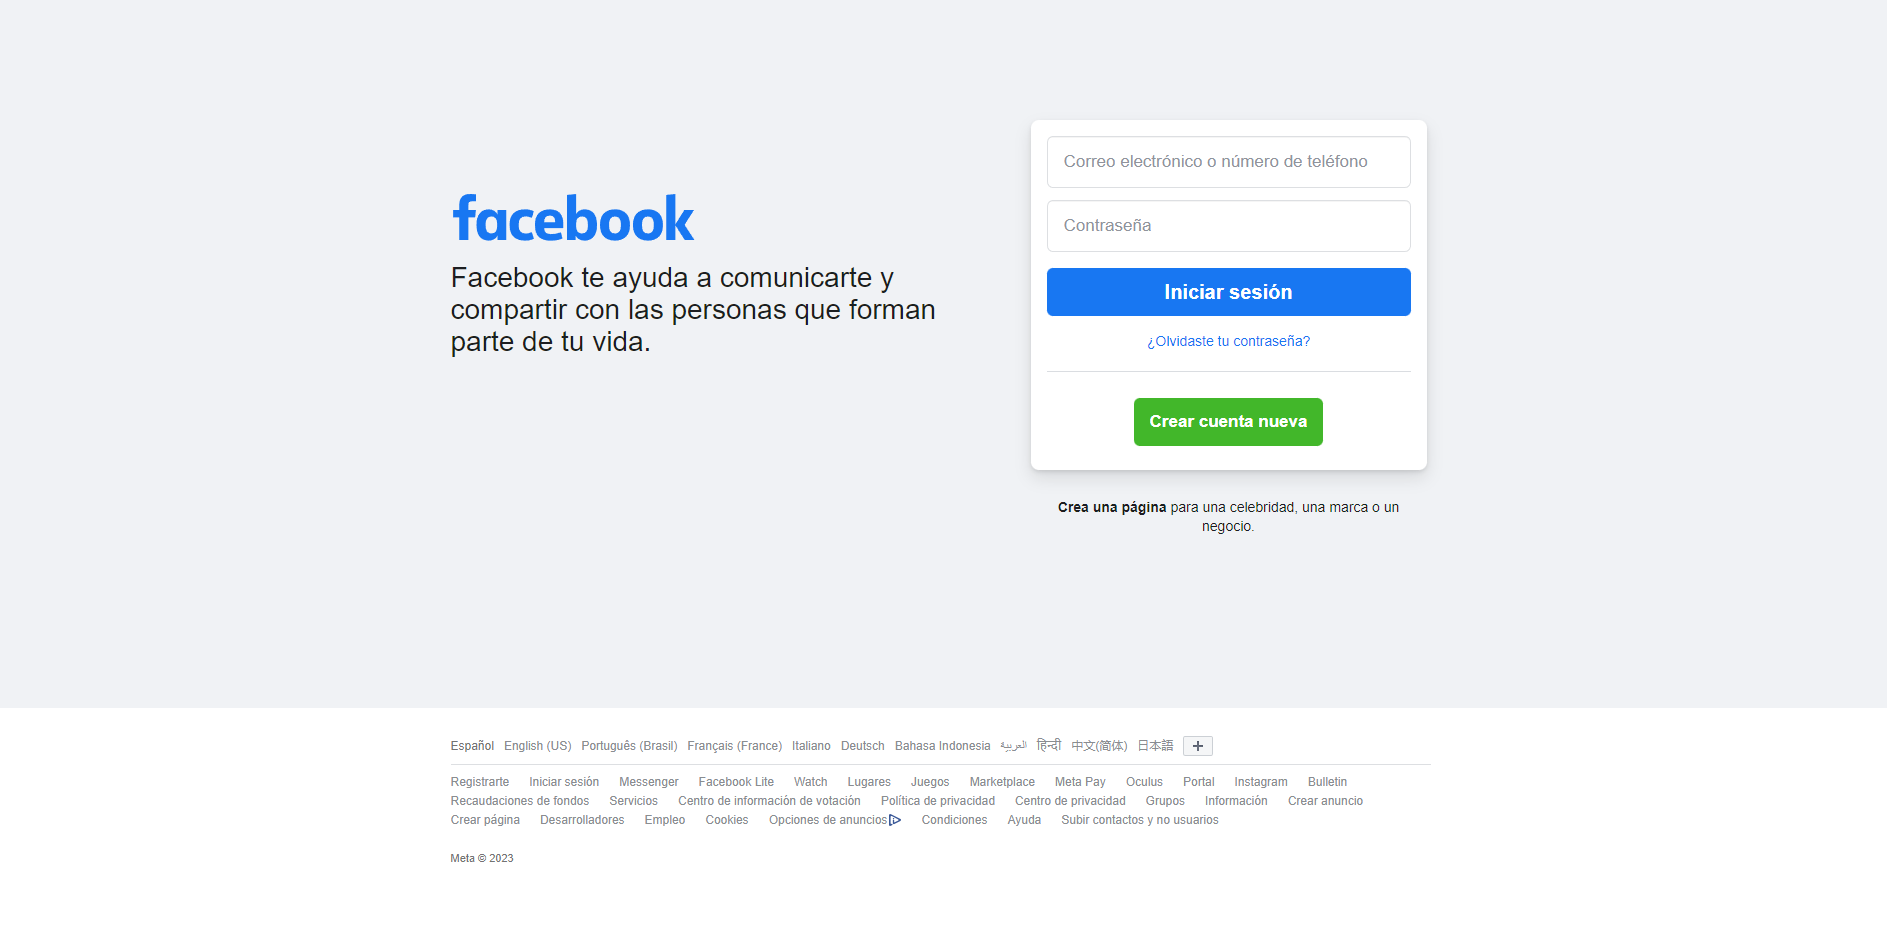 facebook
Facebook te ayuda a comunicarte y
compartir con las personas que forman
parte de tu vida.
Correo electrónico o número de teléfono
Contraseña
Iniciar sesión
¿Olvidaste tu contraseña?
Crear cuenta nueva
Crea una página para una celebridad, una marca o un
negocio.
Español English (US) Português (Brasil) Français (France) Italiano Deutsch Bahasa Indonesia العربية हिन्दी 中文(简体) 日本語
Registrarte Iniciar sesión Messenger Facebook Lite Watch Lugares Juegos Marketplace Meta Pay Oculus Portal Instagram Bulletin
Recaudaciones de fondos Servicios Centro de información de votación Política de privacidad Centro de privacidad Grupos Información Crear anuncio
Crear página Desarrolladores Empleo Cookies Opciones de anuncios Condiciones Ayuda Subir contactos y no usuarios
Meta © 2023